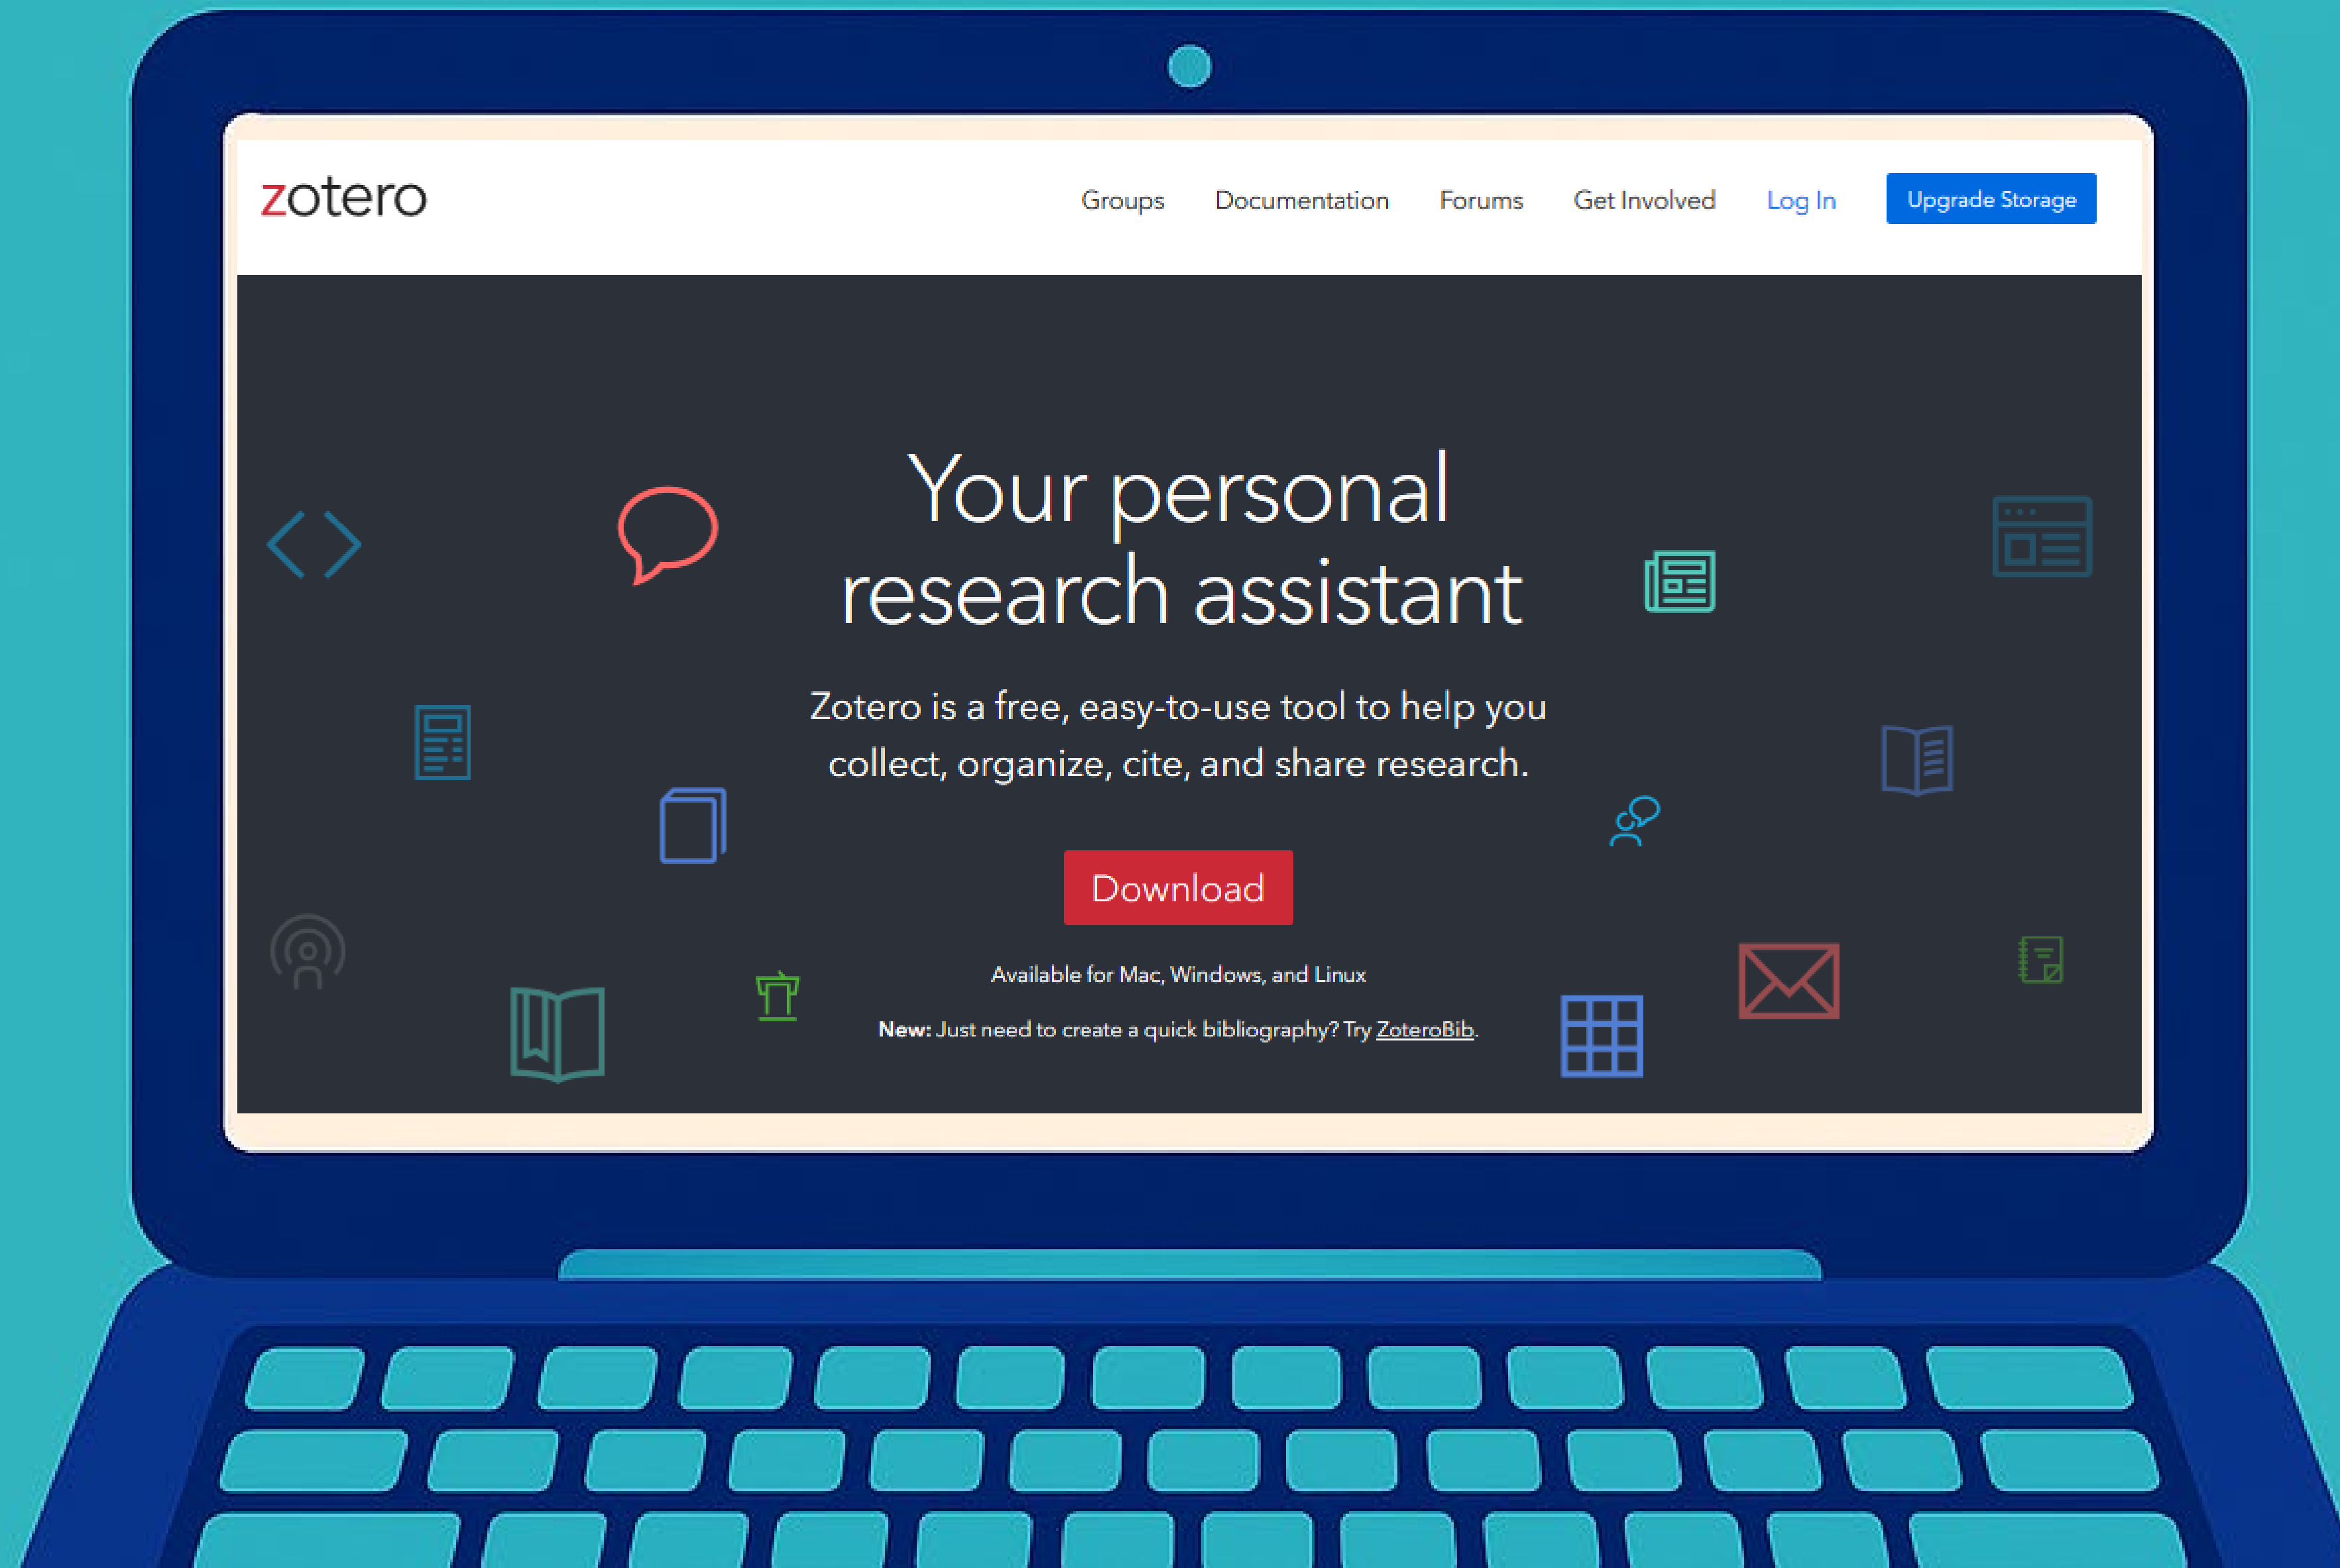 zotero
Groups Documentation Forums Get Involved Log In Upgrade Storage
Your personal
research assistant
Zotero is a free, easy-to-use tool to help you
collect, organize, cite, and share research.
Download
Available for Mac, Windows, and Linux
New: Just need to create a quick bibliography? Try ZoteroBib.